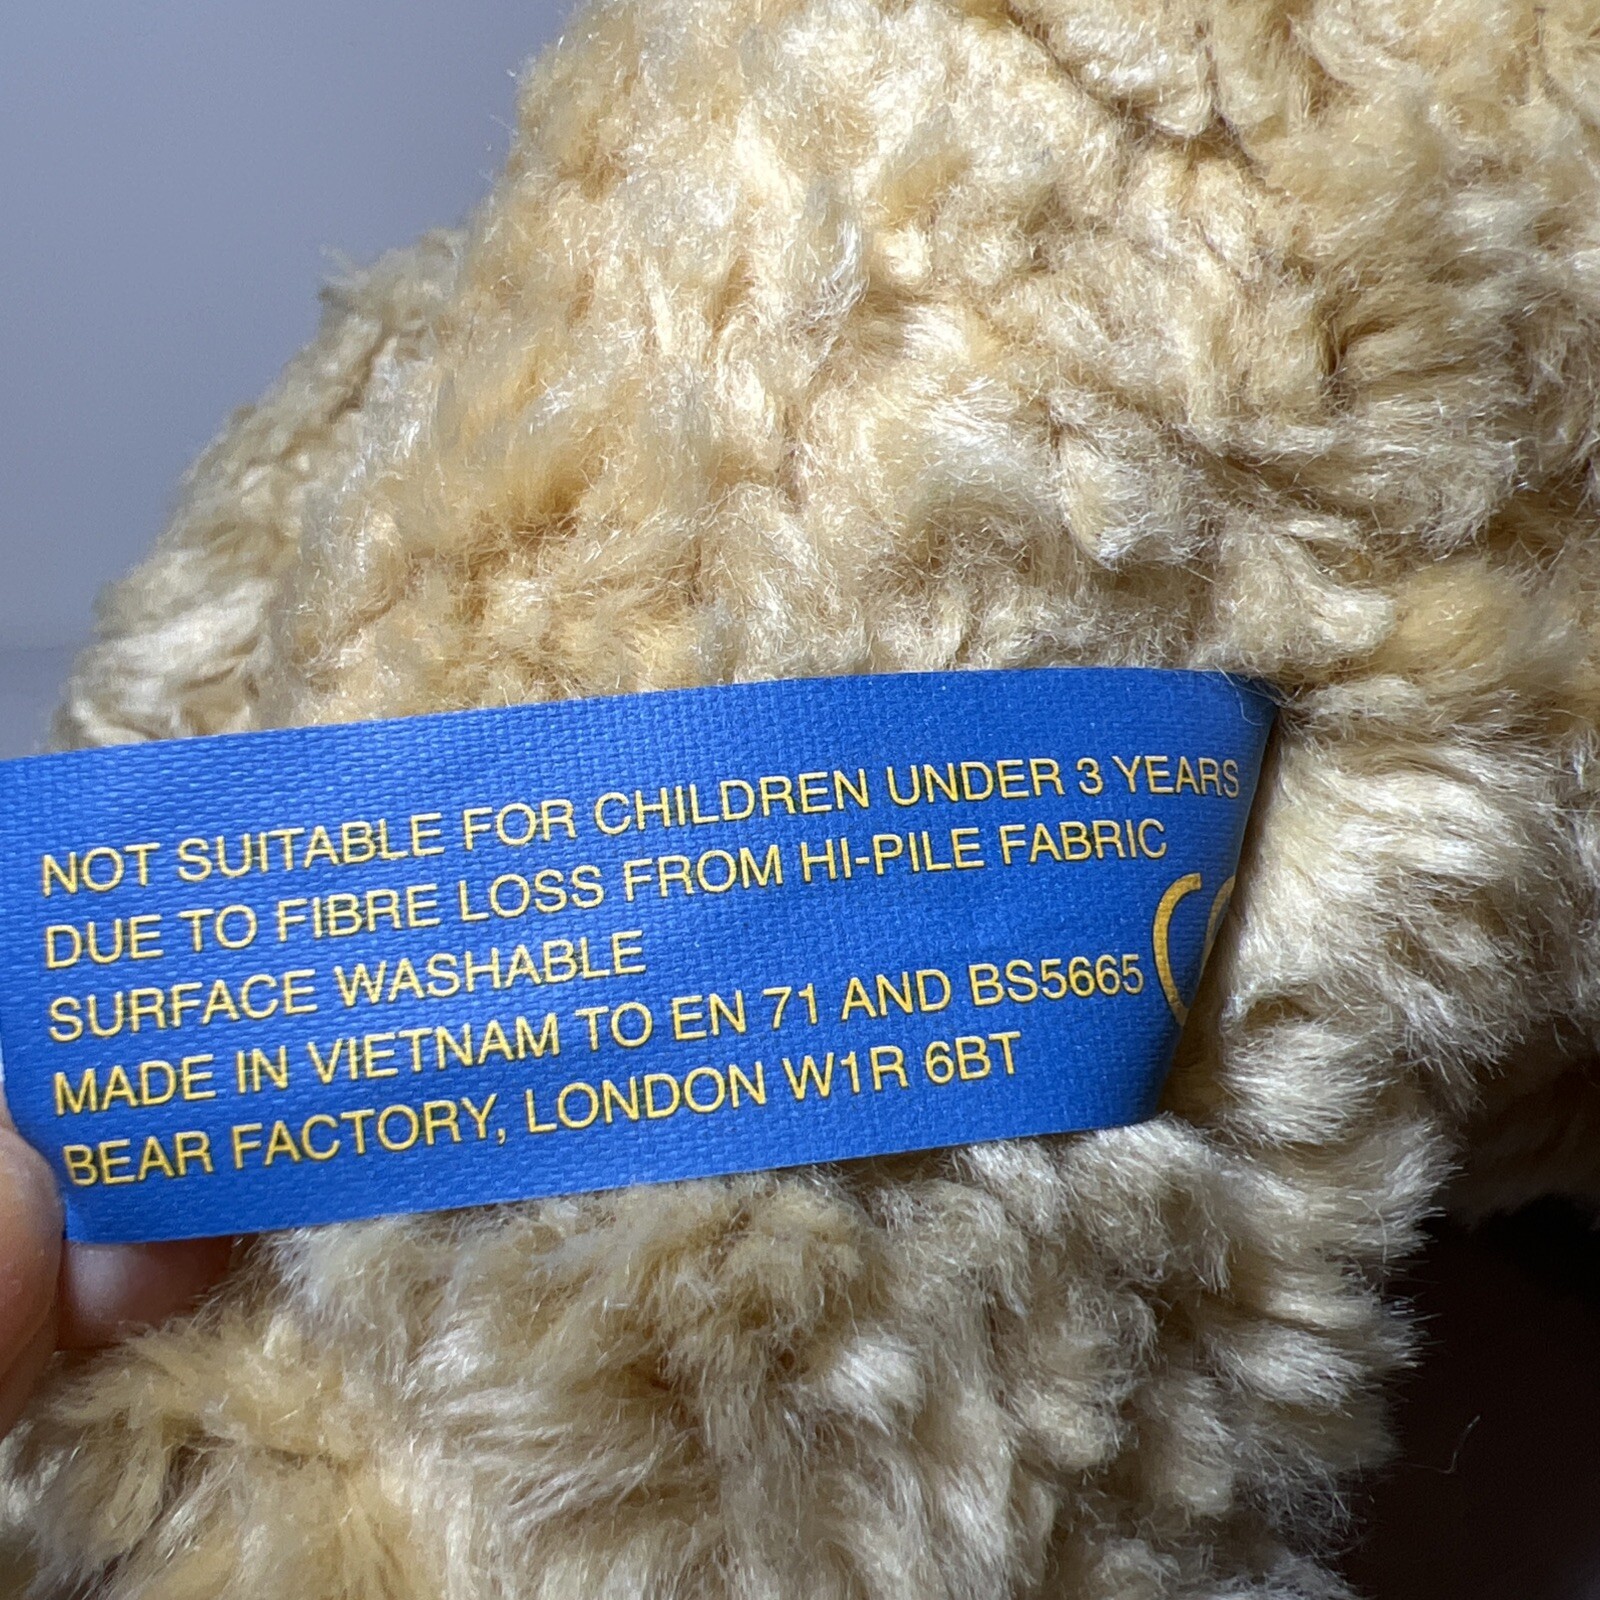 NOT SUITABLE FOR CHILDREN UNDER 3 YEARS
DUE TO FIBRE LOSS FROM HI-PILE FABRIC
SURFACE WASHABLE
MADE IN VIETNAM TO EN 71 AND BS5665
BEAR FACTORY, LONDON W1R 6BT